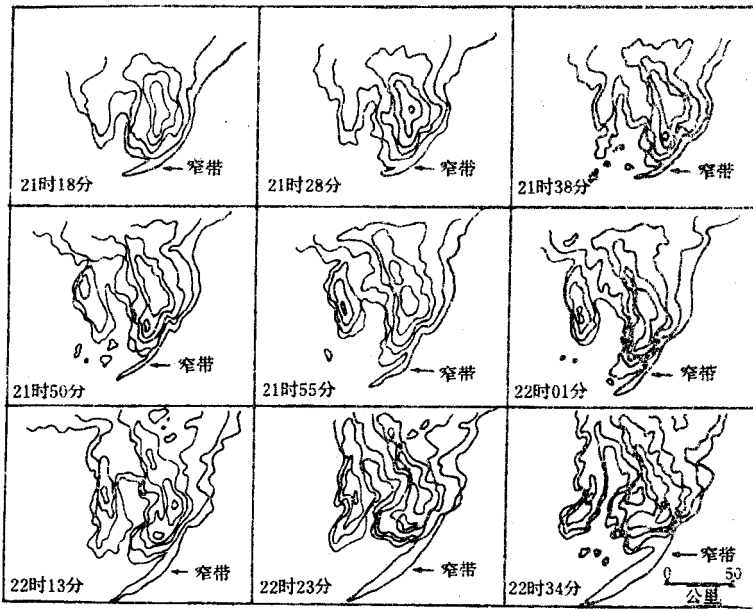 窄带
21时18分
窄带
21时28分
窄带
21时38分
窄带
21时50分
窄带
21时55分
窄带
22时01分
窄带
22时13分
窄带
22时23分
窄带
22时34分
0 50
公里